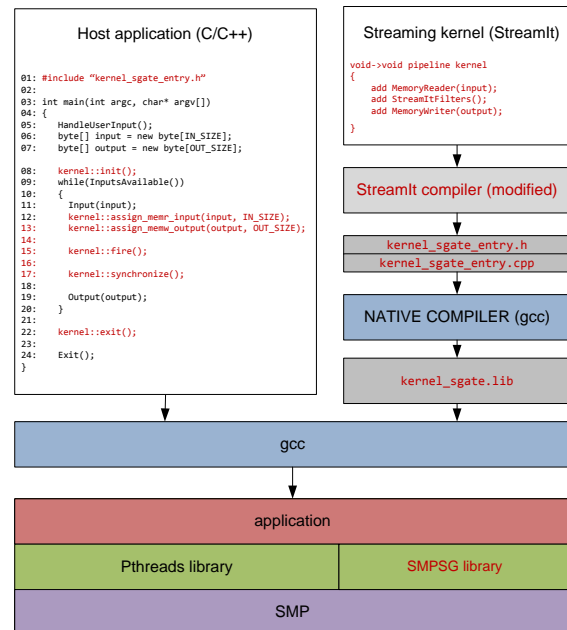 Host application (C/C++)
01: #include “kernel_sgate_entry.h”
02:
03: int main(int argc, char* argv[])
04: {
05: HandleUserInput();
06: byte[] input = new byte[IN_SIZE];
07: byte[] output = new byte[OUT_SIZE];
08: kernel::init();
09: while(InputsAvailable())
10: {
11: Input(input);
12: kernel::assign_memr_input(input, IN_SIZE);
13: kernel::assign_memw_output(output, OUT_SIZE);
14:
15: kernel::fire();
16:
17: kernel::synchronize();
18:
19: Output(output);
20: }
21:
22: kernel::exit();
23:
24: Exit();
}
Streaming kernel (StreamIt)
void->void pipeline kernel
{
add MemoryReader(input);
add StreamItFilters();
add MemoryWriter(output);
}
StreamIt compiler (modified)
kernel_sgate_entry.h
kernel_sgate_entry.cpp
NATIVE COMPILER (gcc)
kernel_sgate.lib
gcc
application
Pthreads library
SMPSG library
SMP